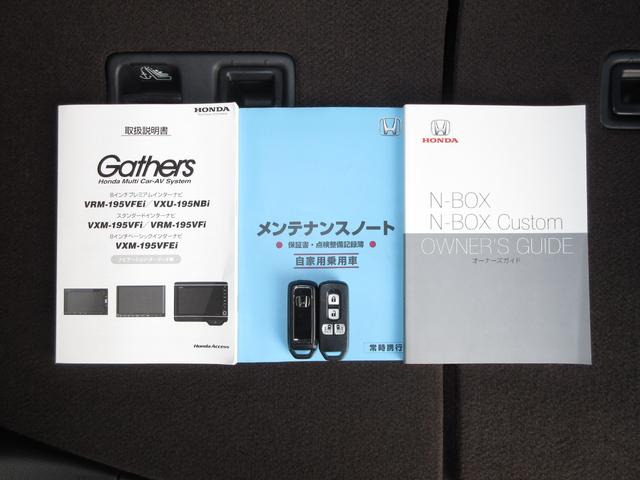 HONDA
取扱説明書
Gathers
Honda Multi Car-AV System
8インチプレミアムインターナビ
VRM-195VFEi／VXU-195NBi
スタンダードインターナビ
VXM-195VFi／VRM-195VFi
8インチベーシックインターナビ
VXM-195VFEi
Honda Access
メンテナンスノート
保証書・点検整備記録簿
自家用乗用車
常時携行
HONDA
N-BOX
N-BOX Custom
OWNER'S GUIDE
オーナーズガイド